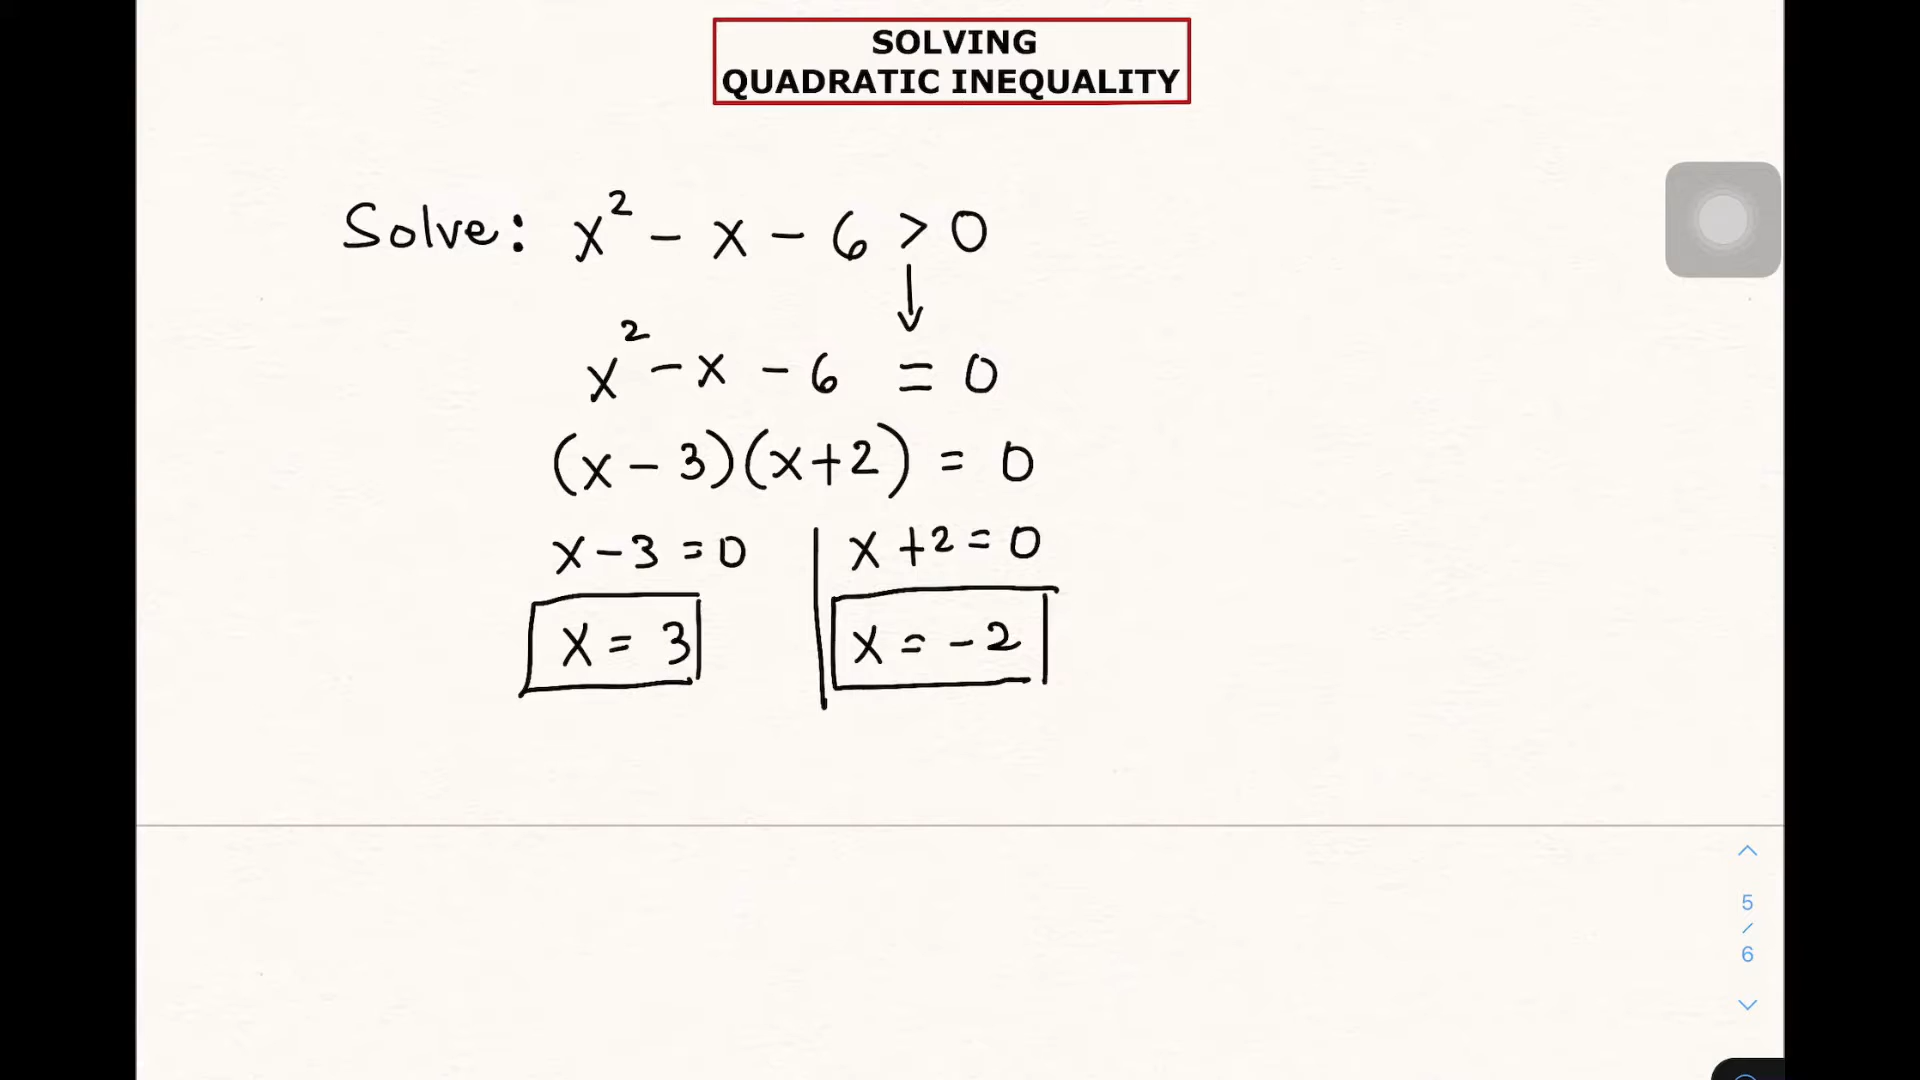 SOLVING
QUADRATIC INEQUALITY
Solve: x² - x - 6 > 0
x² - x - 6 = 0
(x - 3)(x+2) = 0
x - 3 = 0 | x + 2 = 0
x = 3 | x = -2
5
/
6